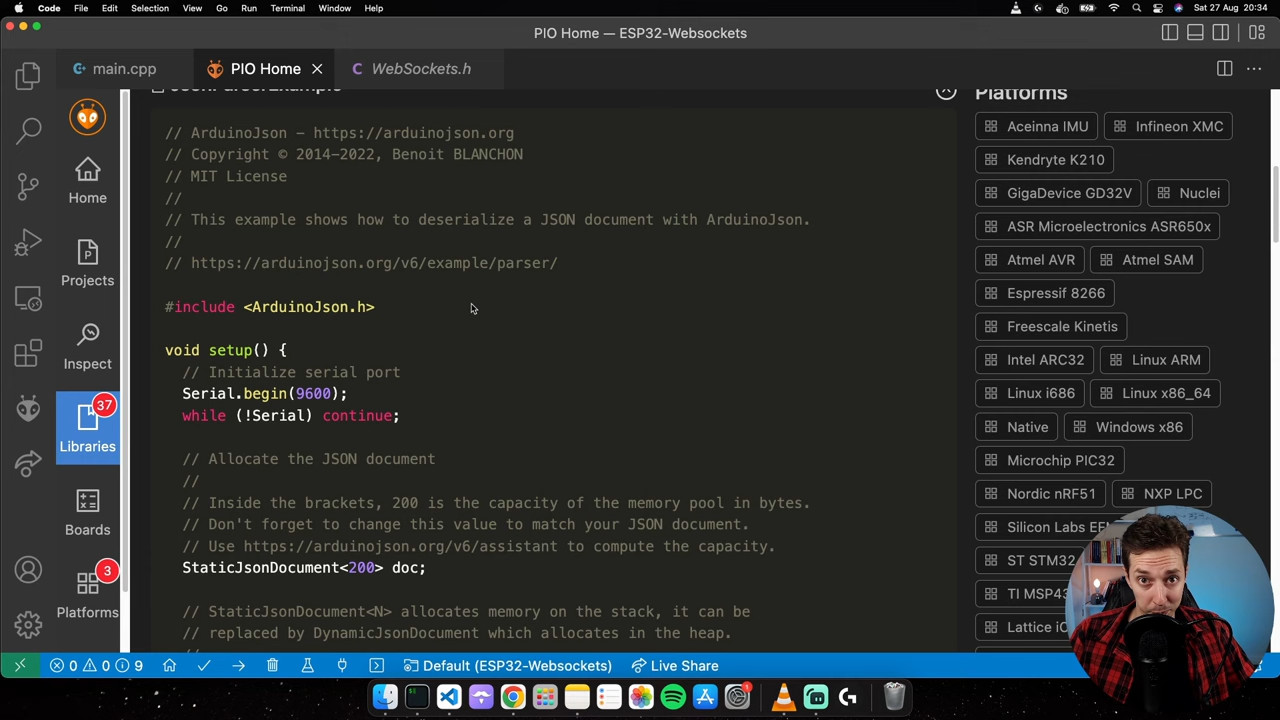 Code File Edit Selection View Go Run Terminal Window Help
Sat 27 Aug 20:34
PIO Home — ESP32-Websockets
main.cpp
PIO Home
WebSockets.h
Home
Projects
Inspect
37
Libraries
Boards
3
Platforms
// ArduinoJson - https://arduinojson.org
// Copyright © 2014-2022, Benoit BLANCHON
// MIT License
//
// This example shows how to deserialize a JSON document with ArduinoJson.
//
// https://arduinojson.org/v6/example/parser/
#include <ArduinoJson.h>
void setup() {
// Initialize serial port
Serial.begin(9600);
while (!Serial) continue;
// Allocate the JSON document
//
// Inside the brackets, 200 is the capacity of the memory pool in bytes.
// Don't forget to change this value to match your JSON document.
// Use https://arduinojson.org/v6/assistant to compute the capacity.
StaticJsonDocument<200> doc;
// StaticJsonDocument<N> allocates memory on the stack, it can be
// replaced by DynamicJsonDocument which allocates in the heap.
Platforms
Aceinna IMU
Infineon XMC
Kendryte K210
GigaDevice GD32V
Nuclei
ASR Microelectronics ASR650x
Atmel AVR
Atmel SAM
Espressif 8266
Freescale Kinetis
Intel ARC32
Linux ARM
Linux i686
Linux x86_64
Native
Windows x86
Microchip PIC32
Nordic nRF51
NXP LPC
Silicon Labs
ST STM32
TI
Lattice
0 0 9
Default (ESP32-Websockets)
Live Share